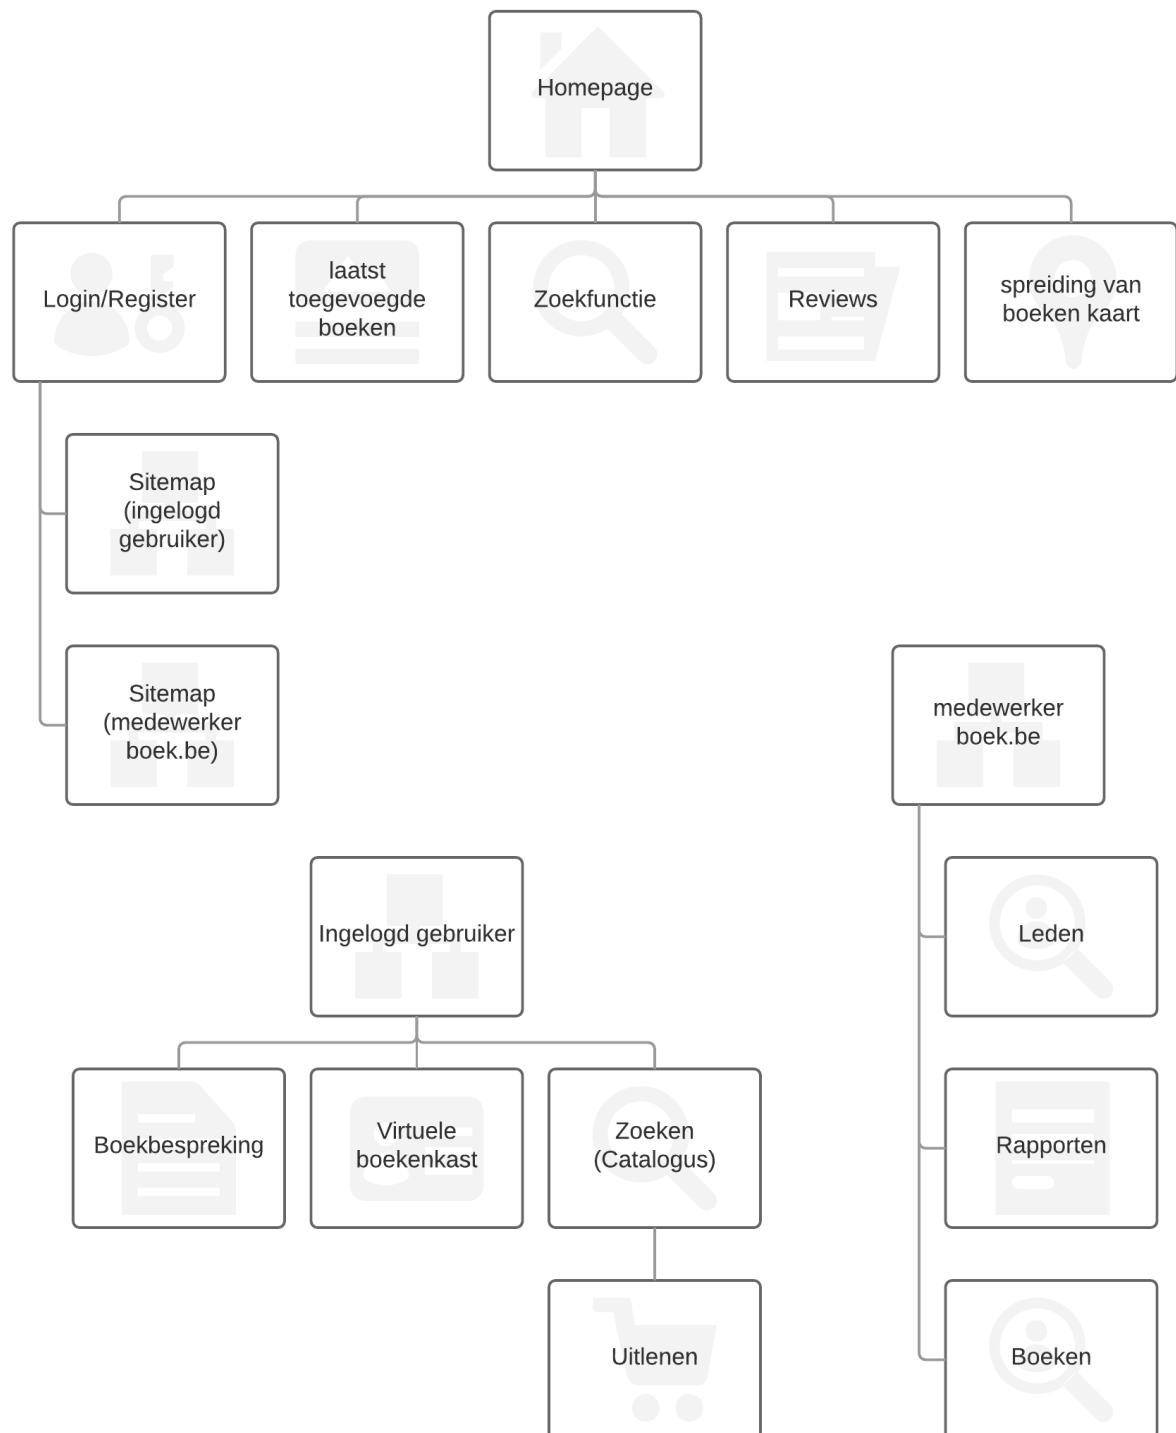 Homepage
Login/Register
laatst
toegevoegde
boeken
Zoekfunctie
Reviews
spreiding van
boeken kaart
Sitemap
(ingelogd
gebruiker)
Sitemap
(medewerker
boek.be)
medewerker
boek.be
Ingelogd gebruiker
Leden
Boekbespreking
Virtuele
boekenkast
Zoeken
(Catalogus)
Rapporten
Uitlenen
Boeken